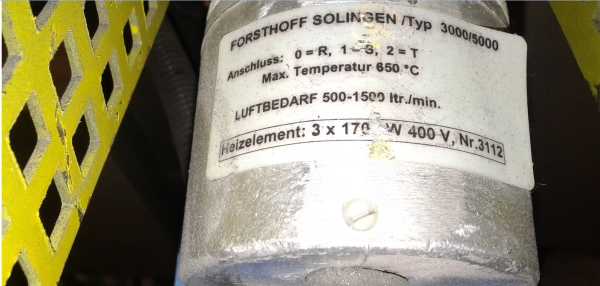 FORSTHOFF SOLINGEN /Typ 3000/5000
Anschluss: 0 = R, 1 = S, 2 = T
Max. Temperatur 650 °C
LUFTBEDARF 500-1500 ltr./min.
Heizelement: 3 x 400 V, Nr.3112